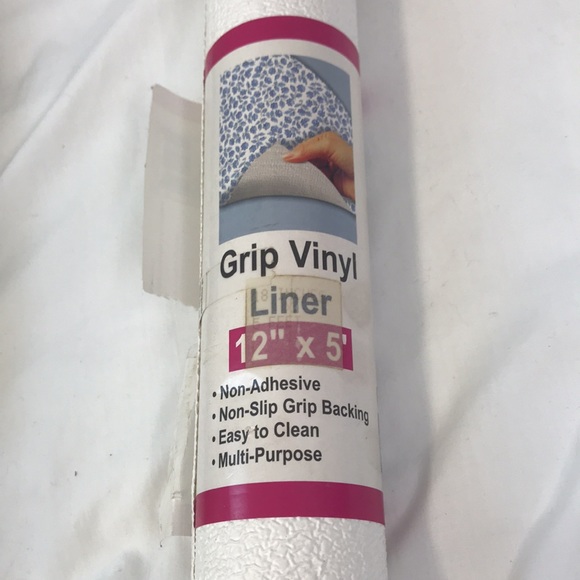 Grip Vinyl
Liner
12" x 5'
• Non-Adhesive
• Non-Slip Grip Backing
• Easy to Clean
• Multi-Purpose